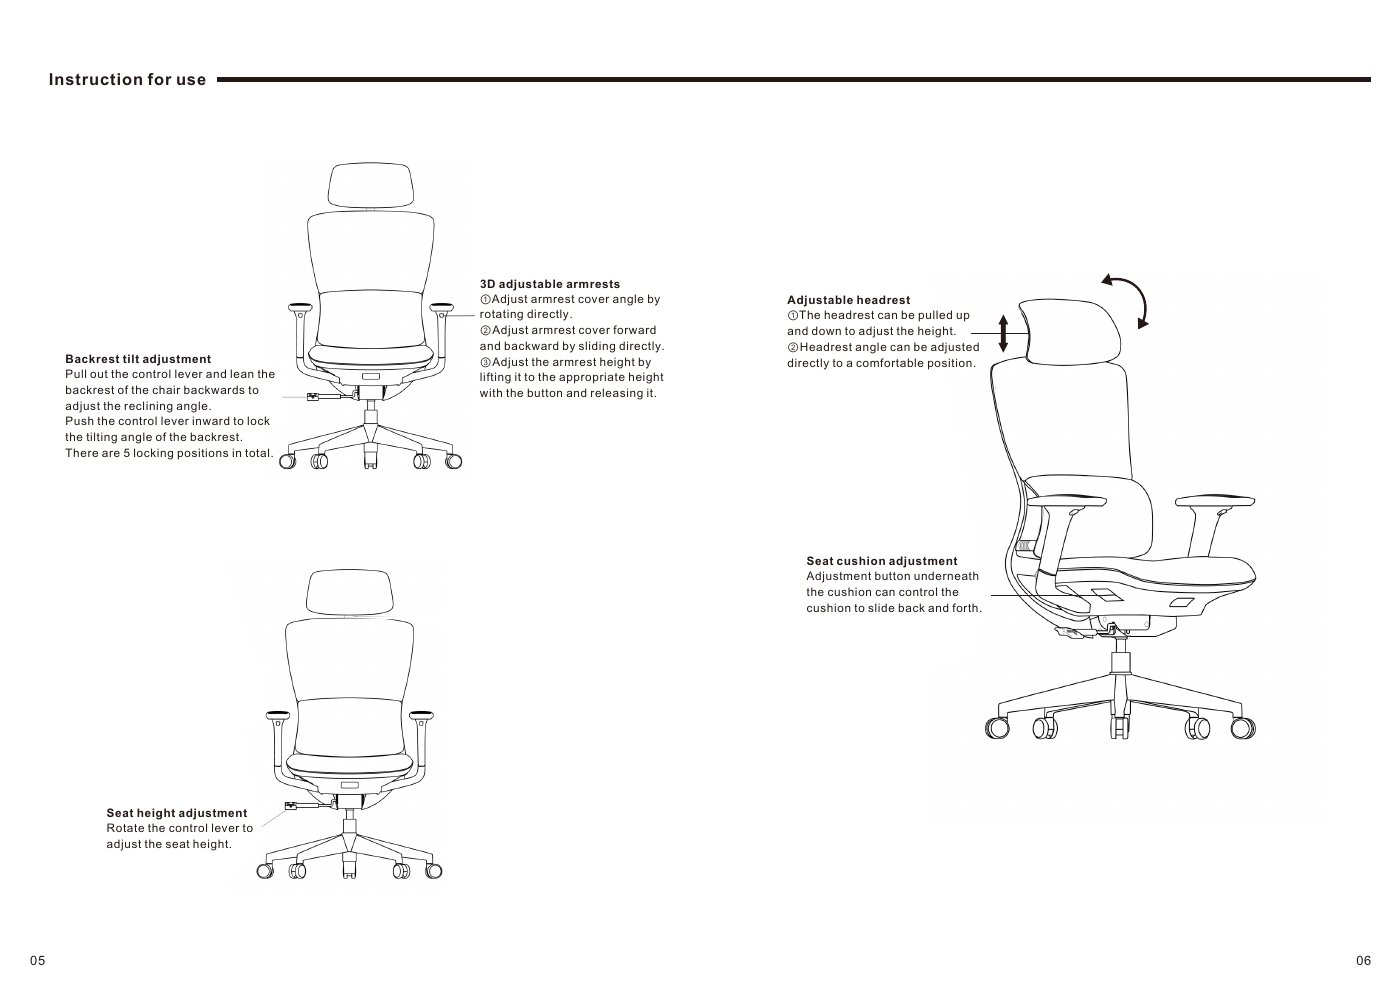 Instruction for use
3D adjustable armrests
①Adjust armrest cover angle by
rotating directly.
②Adjust armrest cover forward
and backward by sliding directly.
③Adjust the armrest height by
lifting it to the appropriate height
with the button and releasing it.
Backrest tilt adjustment
Pull out the control lever and lean the
backrest of the chair backwards to
adjust the reclining angle.
Push the control lever inward to lock
the tilting angle of the backrest.
There are 5 locking positions in total.
Seat height adjustment
Rotate the control lever to
adjust the seat height.
Adjustable headrest
①The headrest can be pulled up
and down to adjust the height.
②Headrest angle can be adjusted
directly to a comfortable position.
Seat cushion adjustment
Adjustment button underneath
the cushion can control the
cushion to slide back and forth.
05
06